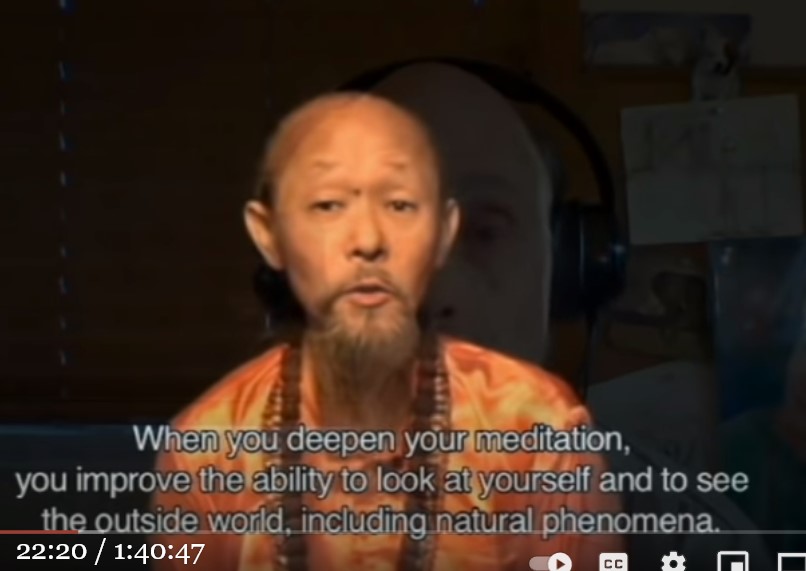 When you deepen your meditation,
you improve the ability to look at yourself and to see
the outside world, including natural phenomena.
22:20 / 1:40:47
CC